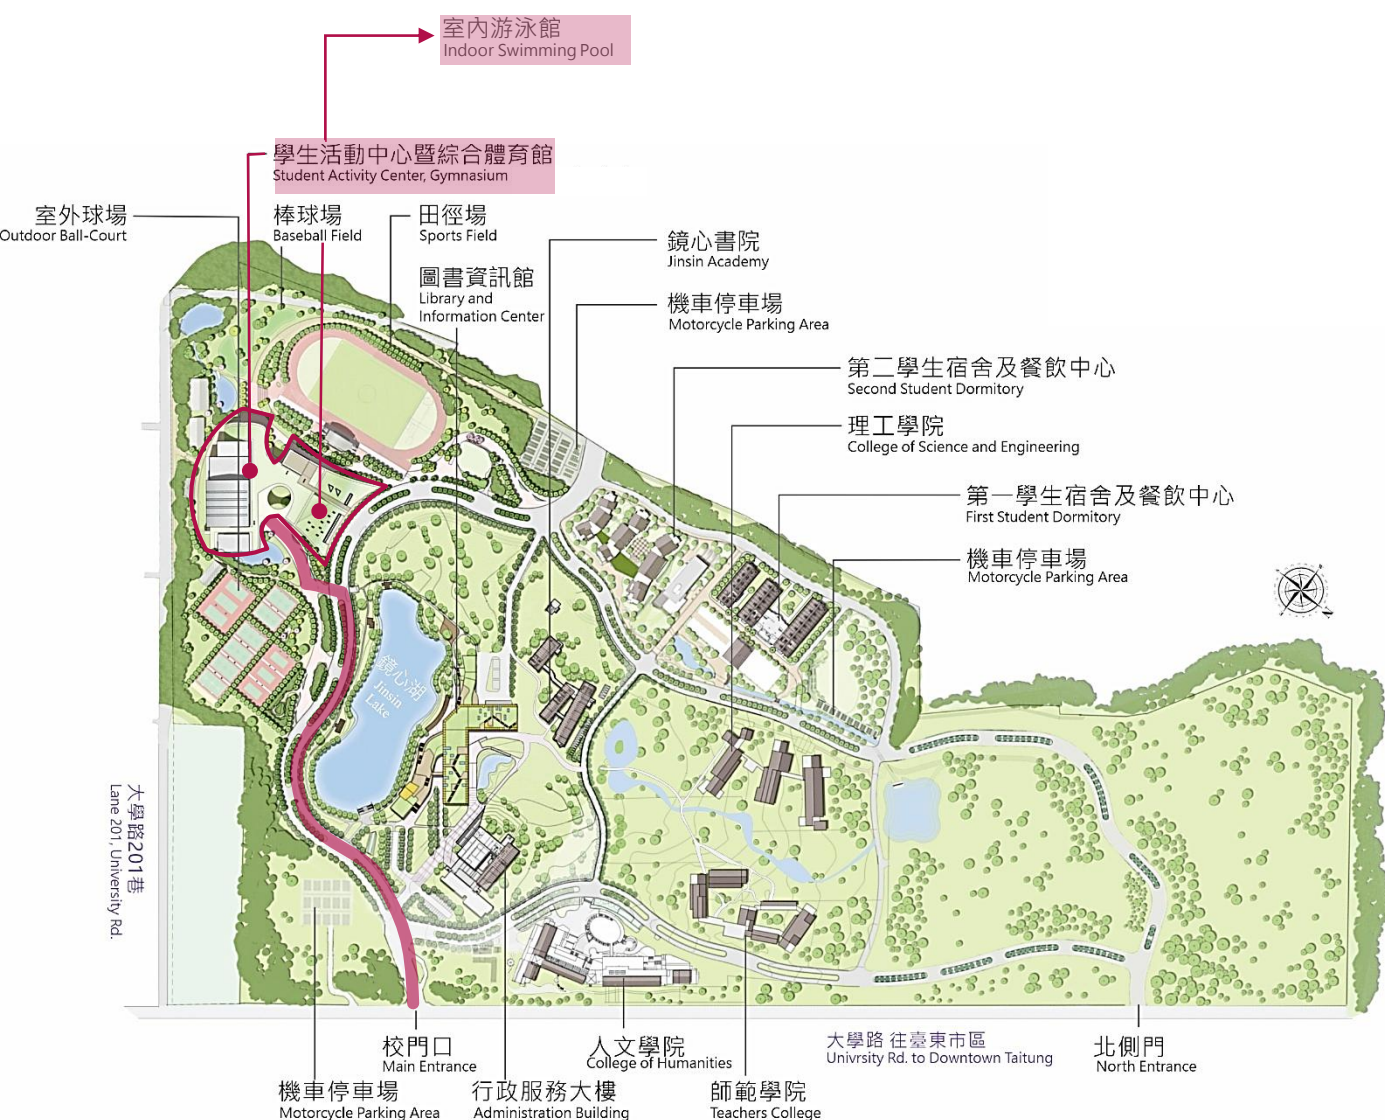 室內游泳館
Indoor Swimming Pool
學生活動中心暨綜合體育館
Student Activity Center, Gymnasium
室外球場
Outdoor Ball-Court
棒球場
Baseball Field
田徑場
Sports Field
圖書資訊館
Library and
Information Center
鏡心書院
Jinsin Academy
機車停車場
Motorcycle Parking Area
第二學生宿舍及餐飲中心
Second Student Dormitory
理工學院
College of Science and Engineering
第一學生宿舍及餐飲中心
First Student Dormitory
機車停車場
Motorcycle Parking Area
鏡心湖
Jinsin
Lake
大學路201巷
Lane 201, University Rd.
校門口
Main Entrance
機車停車場
Motorcycle Parking Area
行政服務大樓
Administration Building
人文學院
College of Humanities
師範學院
Teachers College
大學路 往臺東市區
Univrsity Rd. to Downtown Taitung
北側門
North Entrance